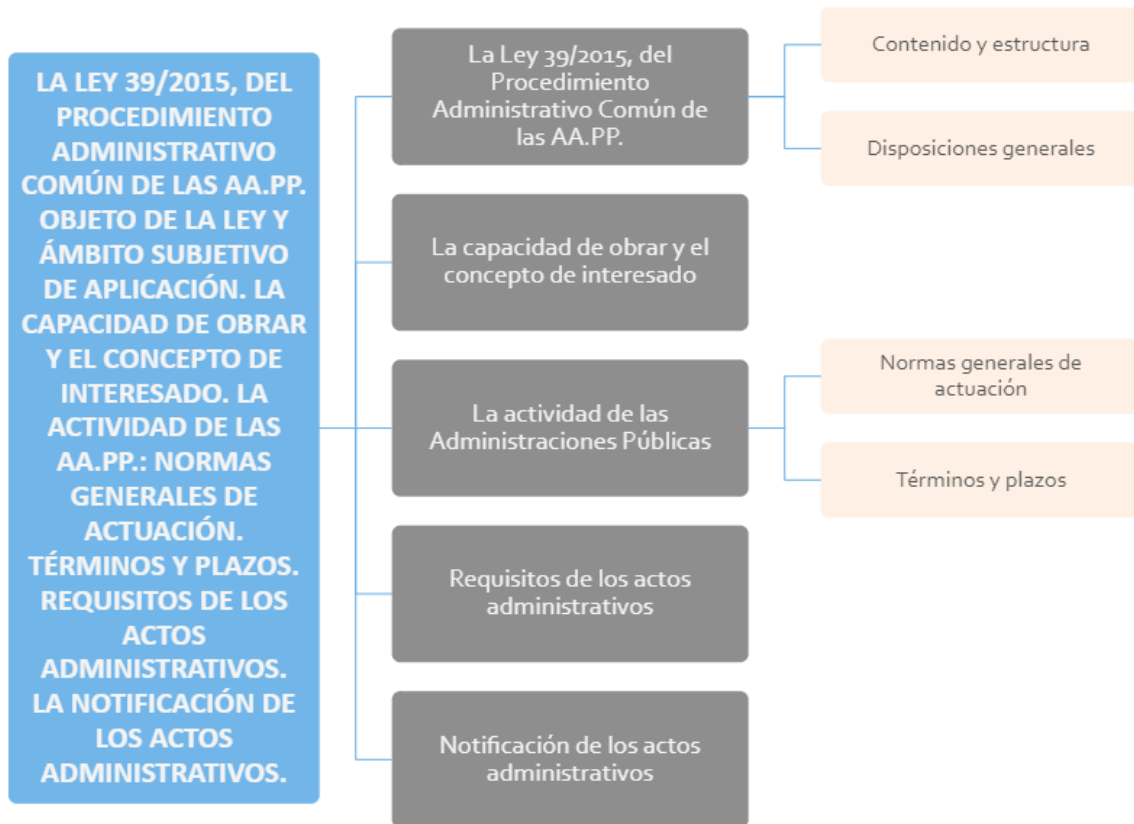 LA LEY 39/2015, DEL
PROCEDIMIENTO
ADMINISTRATIVO
COMÚN DE LAS AA.PP.
OBJETO DE LA LEY Y
ÁMBITO SUBJETIVO
DE APLICACIÓN. LA
CAPACIDAD DE OBRAR
Y EL CONCEPTO DE
INTERESADO. LA
ACTIVIDAD DE LAS
AA.PP.: NORMAS
GENERALES DE
ACTUACIÓN.
TÉRMINOS Y PLAZOS.
REQUISITOS DE LOS
ACTOS
ADMINISTRATIVOS.
LA NOTIFICACIÓN DE
LOS ACTOS
ADMINISTRATIVOS.
La Ley 39/2015, del
Procedimiento
Administrativo Común de
las AA.PP.
Contenido y estructura
Disposiciones generales
La capacidad de obrar y el
concepto de interesado
La actividad de las
Administraciones Públicas
Normas generales de
actuación
Términos y plazos
Requisitos de los actos
administrativos
Notificación de los actos
administrativos